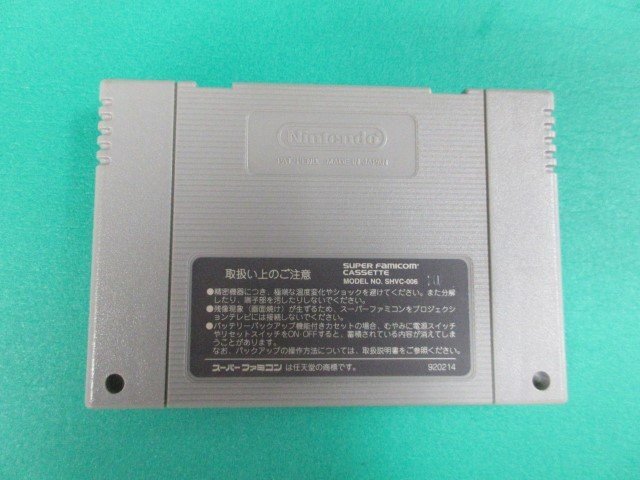 Nintendo
PAT. PEND. MADE IN JAPAN
取扱い上のご注意
SUPER FAMICOM
CASSETTE
MODEL NO. SHVC-006
●精密機器につき、極端な温度変化やショックを避けてください。また分解
したり、端子部を汚したりしないでください。
●残像現象(画面焼け)が生ずるため、スーパーファミコンをプロジェクシ
ョンテレビには接続しないでください。
●バッテリーバックアップ機能付きカセットの場合、むやみに電源スイッチ
やリセットスイッチをON・OFFすると、蓄積されている内容が消えてしま
うことがあります。
なお、バックアップの操作方法については、取扱説明書をご参照ください。
スーパーファミコン は任天堂の商標です。
920214